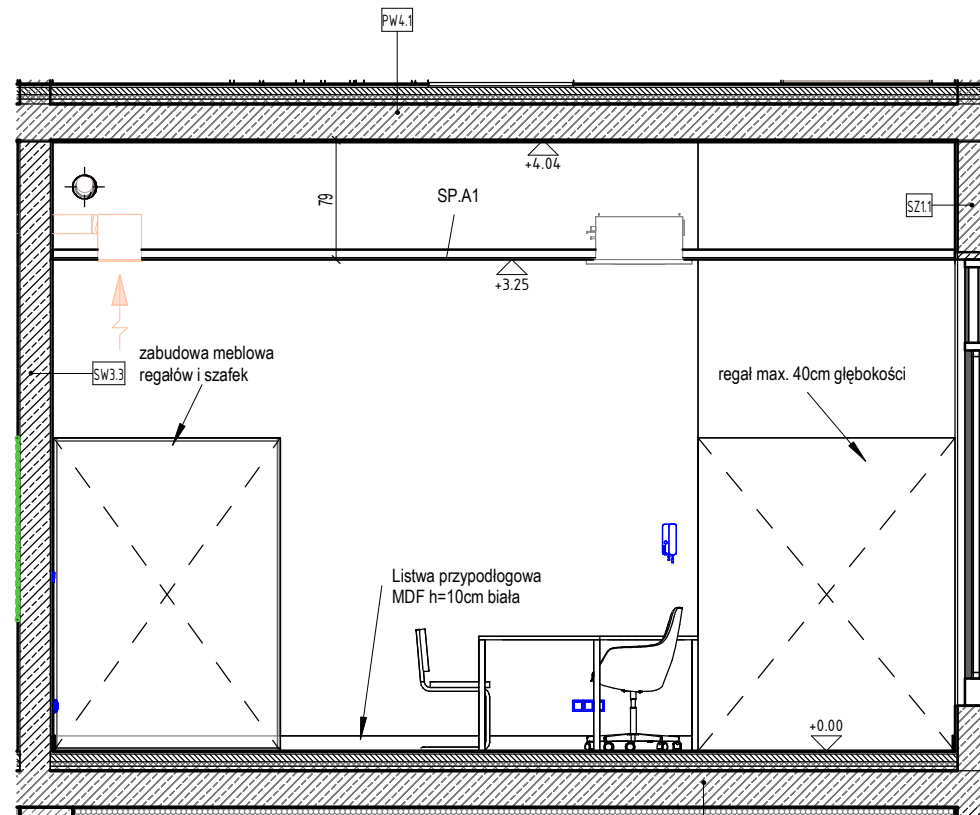 PW4.1
+4.04
79
SP.A1
SZ1.1
+3.25
zabudowa meblowa
regałów i szafek
SW3.3
regał max. 40cm głębokości
Listwa przypodłogowa
MDF h=10cm biała
+0.00